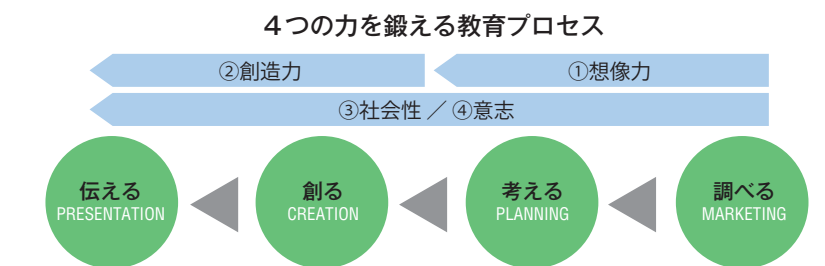 ４つの力を鍛える教育プロセス
②創造力
①想像力
③社会性 ／ ④意志
伝える
PRESENTATION
創る
CREATION
考える
PLANNING
調べる
MARKETING